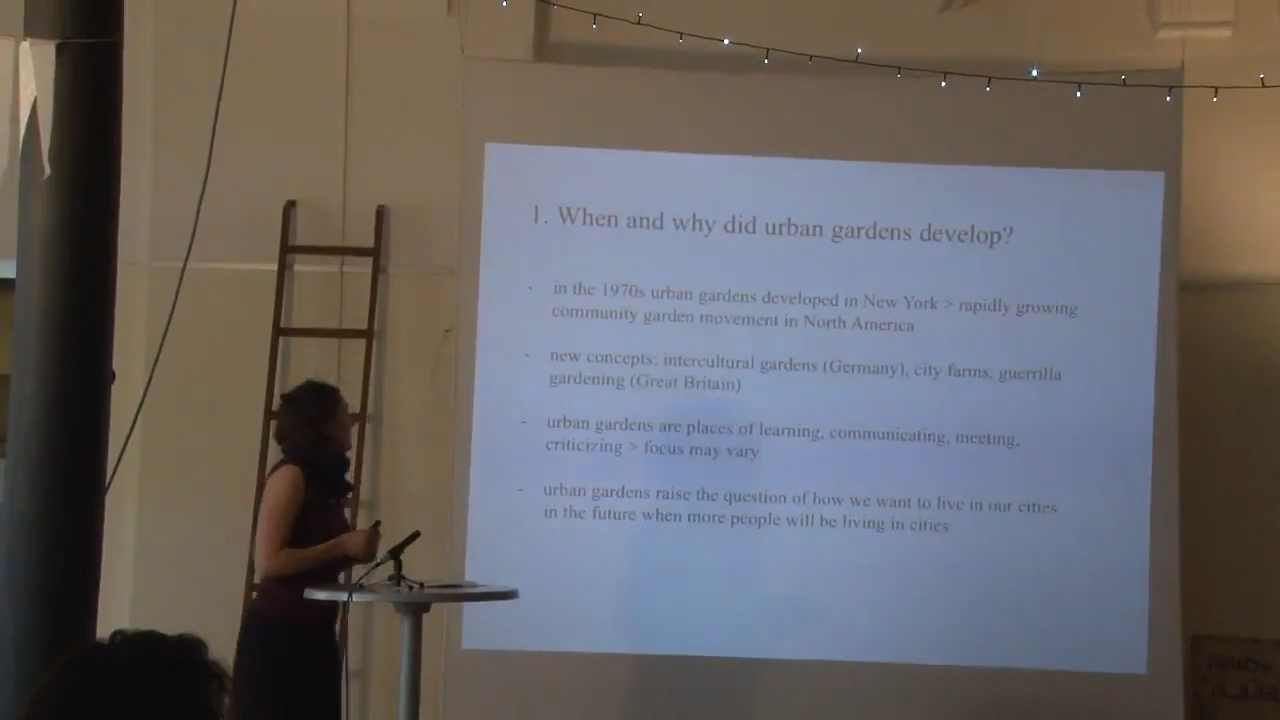 1. When and why did urban gardens develop?
- in the 1970s urban gardens developed in New York > rapidly growing
community garden movement in North America
- new concepts: intercultural gardens (Germany), city farms, guerrilla
gardening (Great Britain)
- urban gardens are places of learning, communicating, meeting,
criticizing > focus may vary
- urban gardens raise the question of how we want to live in our cities
in the future when more people will be living in cities